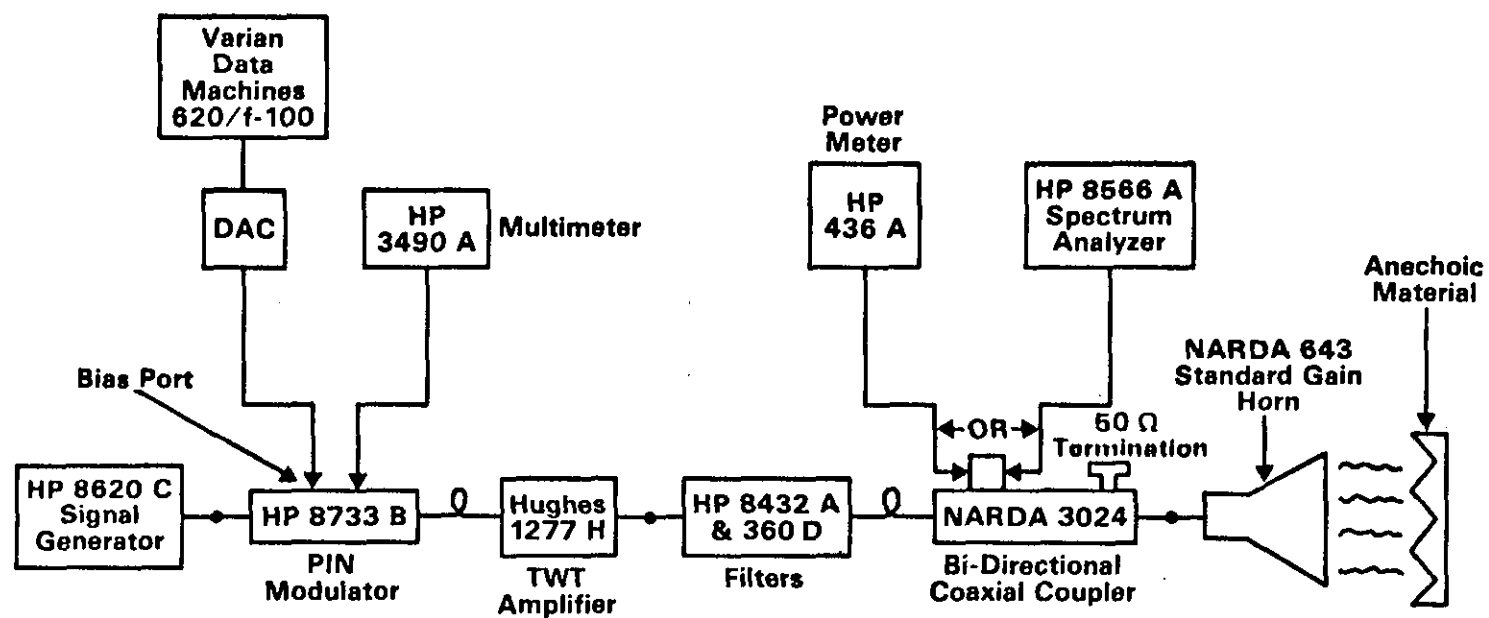 Varian
Data
Machines
620/f-100
DAC
HP
3490 A
Multimeter
Power
Meter
HP
436 A
HP 8566 A
Spectrum
Analyzer
Anechoic
Material
NARDA 643
Standard Gain
Horn
Bias Port
OR
50 Ω
Termination
HP 8620 C
Signal
Generator
HP 8733 B
PIN
Modulator
Hughes
1277 H
TWT
Amplifier
HP 8432 A
& 360 D
Filters
NARDA 3024
Bi-Directional
Coaxial Coupler